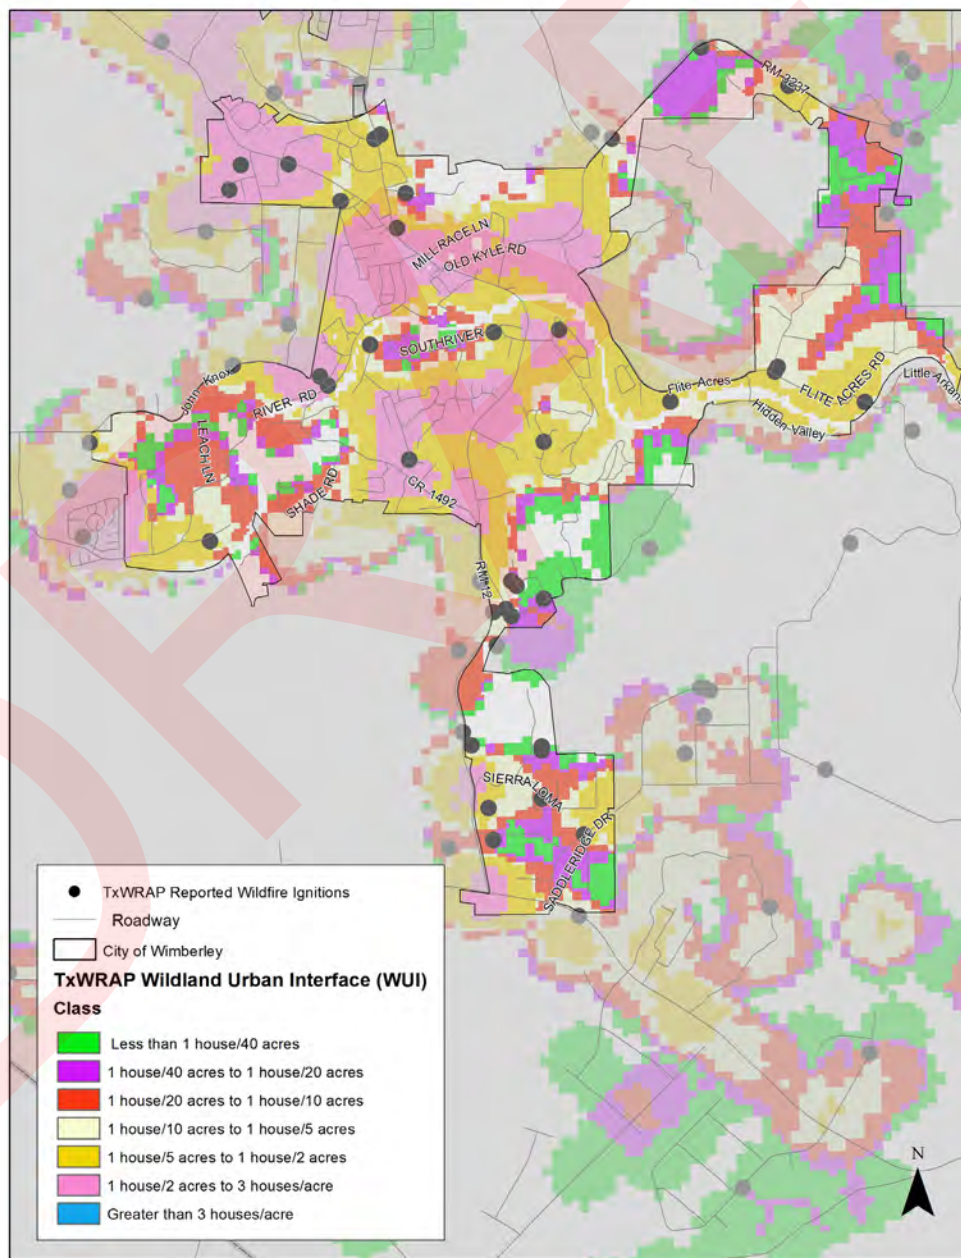 RM-3237
MILL RACE LN
OLD KYLE RD
SOUTHRIVER
John Knox
RIVER RD
Flite Acres
FLITE ACRES RD
Little-Arkans
Hidden Valley
LEACH LN
SHADE RD
CR 1492
RM-12
SIERRA LOMA
SADDLERIDGE DR
TxWRAP Reported Wildfire Ignitions
Roadway
City of Wimberley
TxWRAP Wildland Urban Interface (WUI)
Class
Less than 1 house/40 acres
1 house/40 acres to 1 house/20 acres
1 house/20 acres to 1 house/10 acres
1 house/10 acres to 1 house/5 acres
1 house/5 acres to 1 house/2 acres
1 house/2 acres to 3 houses/acre
Greater than 3 houses/acre
N